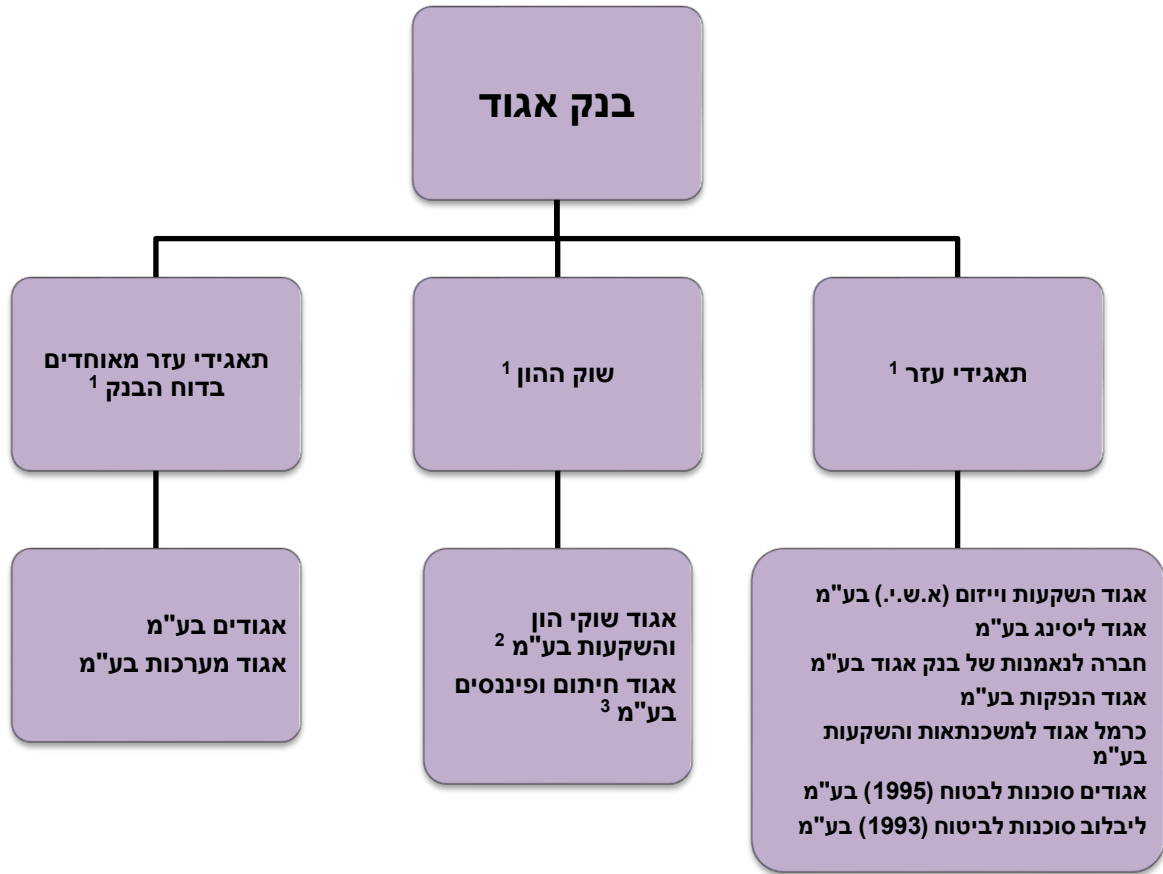 בנק אגוד
תאגידי עזר 1
שוק ההון 1
תאגידי עזר מאוחדים
בדוח הבנק 1
אגוד השקעות וייזום (א.ש.י.) בע"מ
אגוד ליסינג בע"מ
חברה לנאמנות של בנק אגוד בע"מ
אגוד הנפקות בע"מ
כרמל אגוד למשכנתאות והשקעות
בע"מ
אגודים סוכנות לבטוח (1995) בע"מ
ליבלוב סוכנות לביטוח (1993) בע"מ
אגוד שוקי הון
והשקעות בע"מ 2
אגוד חיתום ופיננסים
בע"מ 3
אגודים בע"מ
אגוד מערכות בע"מ